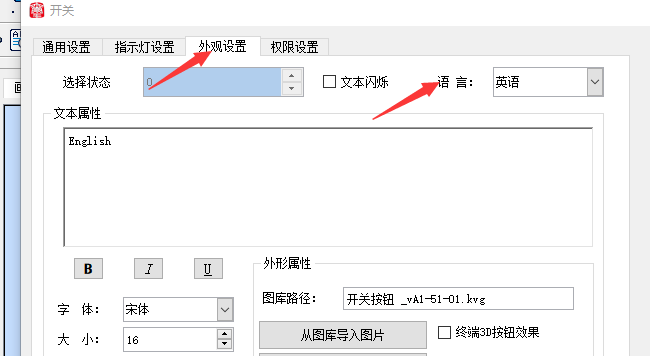 开关
通用设置 指示灯设置 外观设置 权限设置
选择状态 0 文本闪烁 语 言： 英语
文本属性
English
B I U
外形属性
图库路径： 开关按钮 _vA1-51-01.kvg
字 体： 宋体
从图库导入图片 终端3D按钮效果
大 小： 16